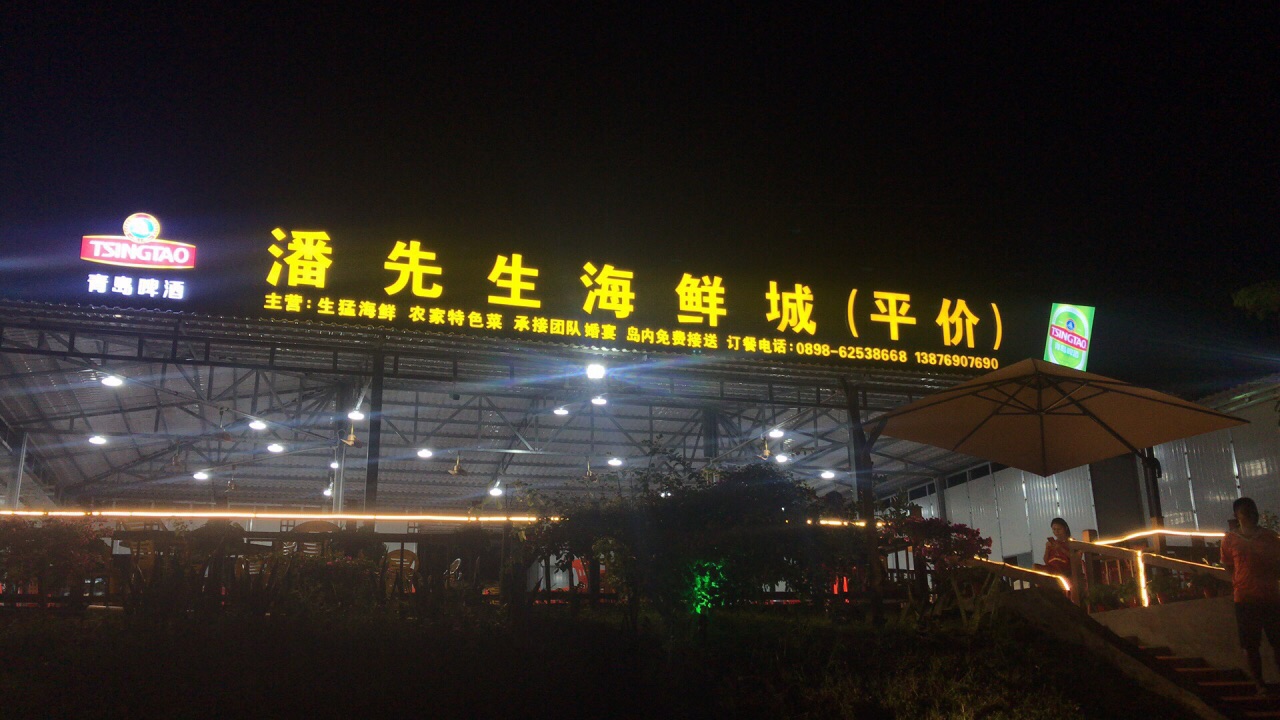 TSINGTAO
青岛啤酒
潘先生海鲜城(平价)
主营:生猛海鲜 农家特色菜 承接团队婚宴 岛内免费接送 订餐电话:0898-62538668 13876907690
TSINGTAO